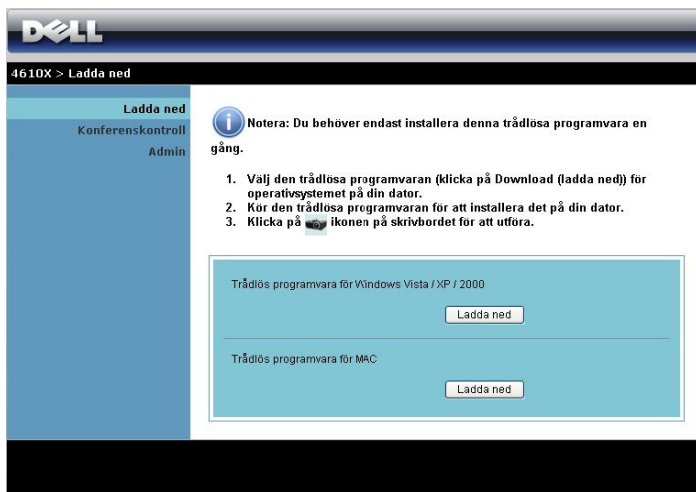 DELL
4610X > Ladda ned
Ladda ned
Konferenskontroll
Admin
Notera: Du behöver endast installera denna trådlösa programvara en
gång.
1. Välj den trådlösa programvaran (klicka på Download (ladda ned)) för
operativsystemet på din dator.
2. Kör den trådlösa programvaran för att installera det på din dator.
3. Klicka på ikonen på skrivbordet för att utföra.
Trådlös programvara för Windows Vista / XP / 2000
Ladda ned
Trådlös programvara för MAC
Ladda ned